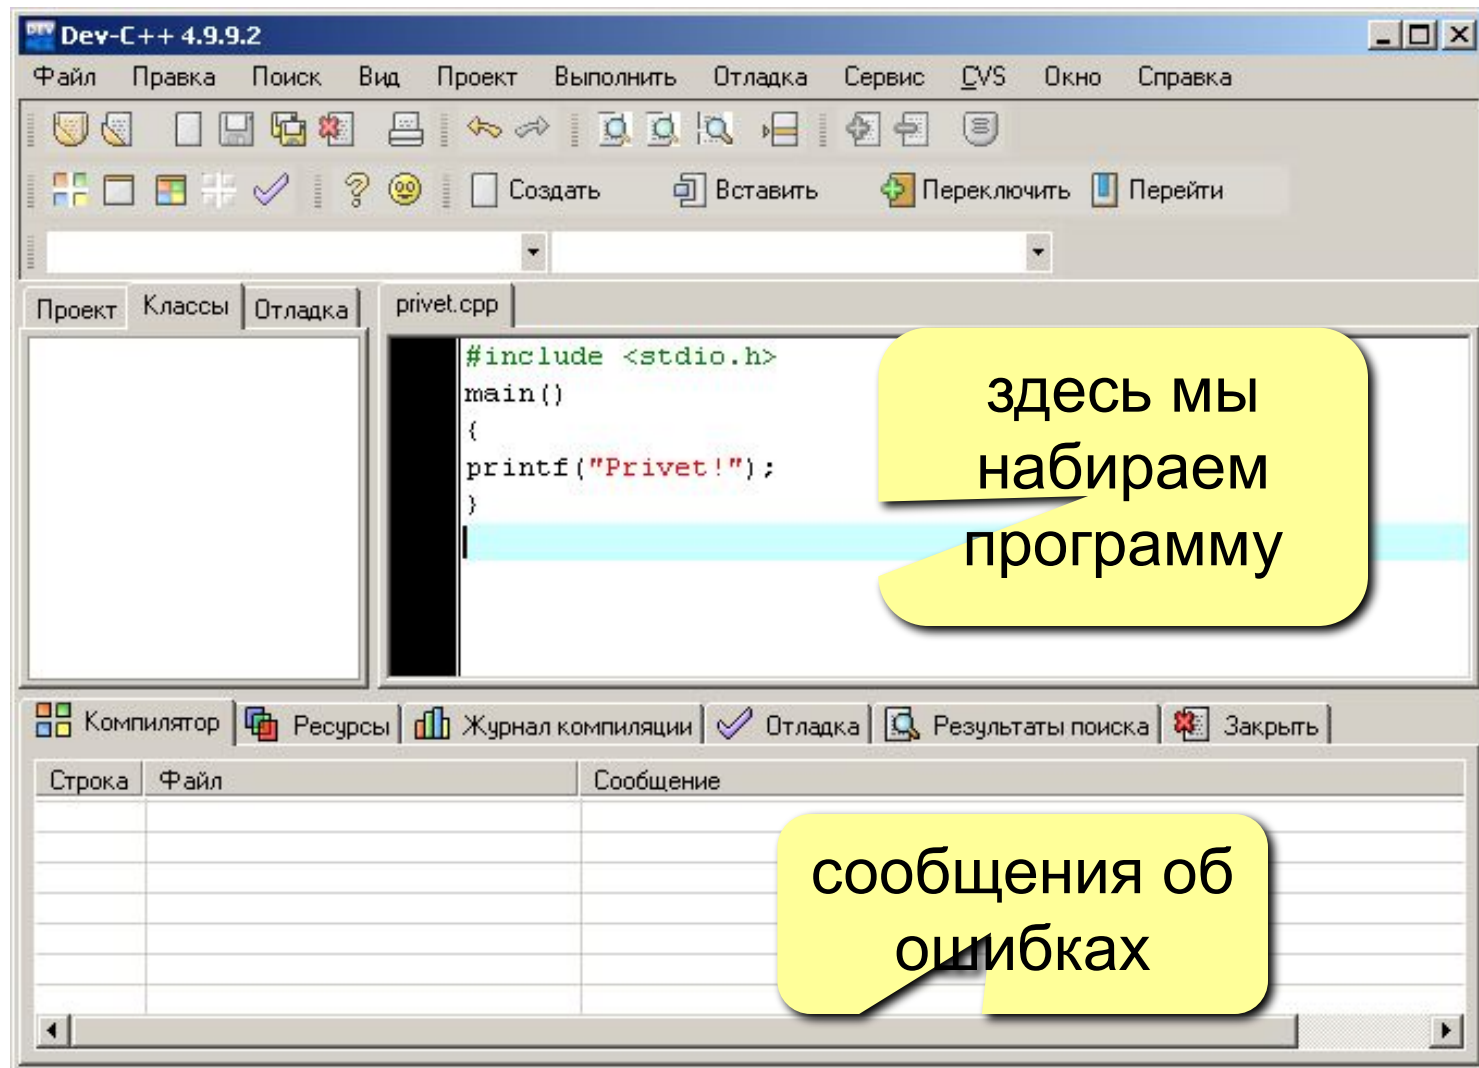 Dev-C++ 4.9.9.2
Файл Правка Поиск Вид Проект Выполнить Отладка Сервис CVS Окно Справка
Создать Вставить Переключить Перейти
Проект Классы Отладка privet.cpp
#include <stdio.h>
main()
{
printf("Privet!");
}
здесь мы
набираем
программу
Компилятор Ресурсы Журнал компиляции Отладка Результаты поиска Закрыть
Строка Файл Сообщение
сообщения об
ошибках